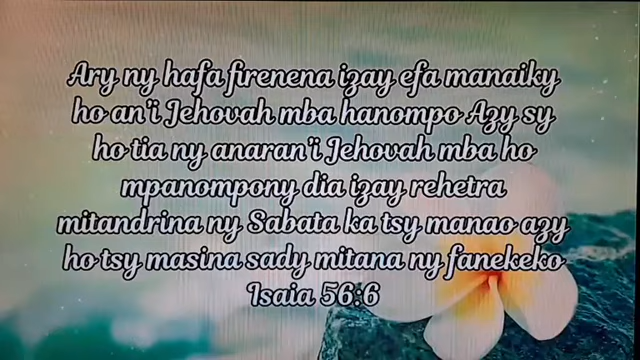 Ary ny hafa firenena izay efa manaiky
ho an'i Jehovah mba hanompo Azy sy
ho tia ny anaran'i Jehovah mba ho
mpanompony dia izay rehetra
mitandrina ny Sabata ka tsy manao azy
ho tsy masina sady mitana ny fanekeko
Isaia 56:6